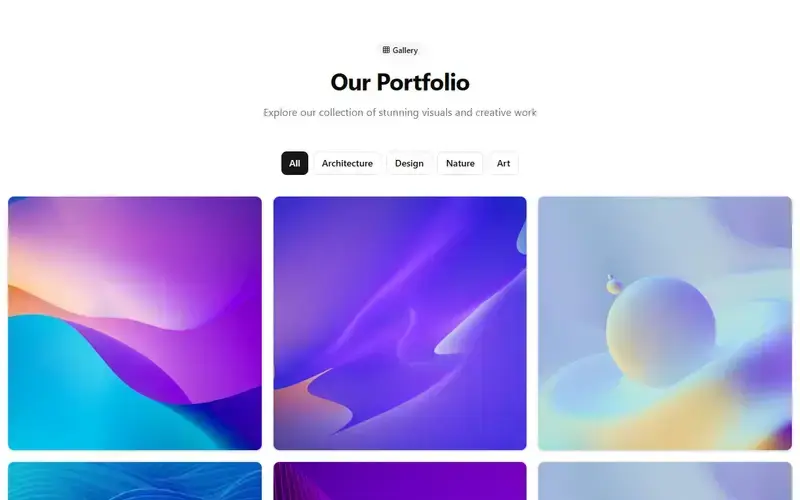 Gallery
Our Portfolio
Explore our collection of stunning visuals and creative work
All
Architecture
Design
Nature
Art